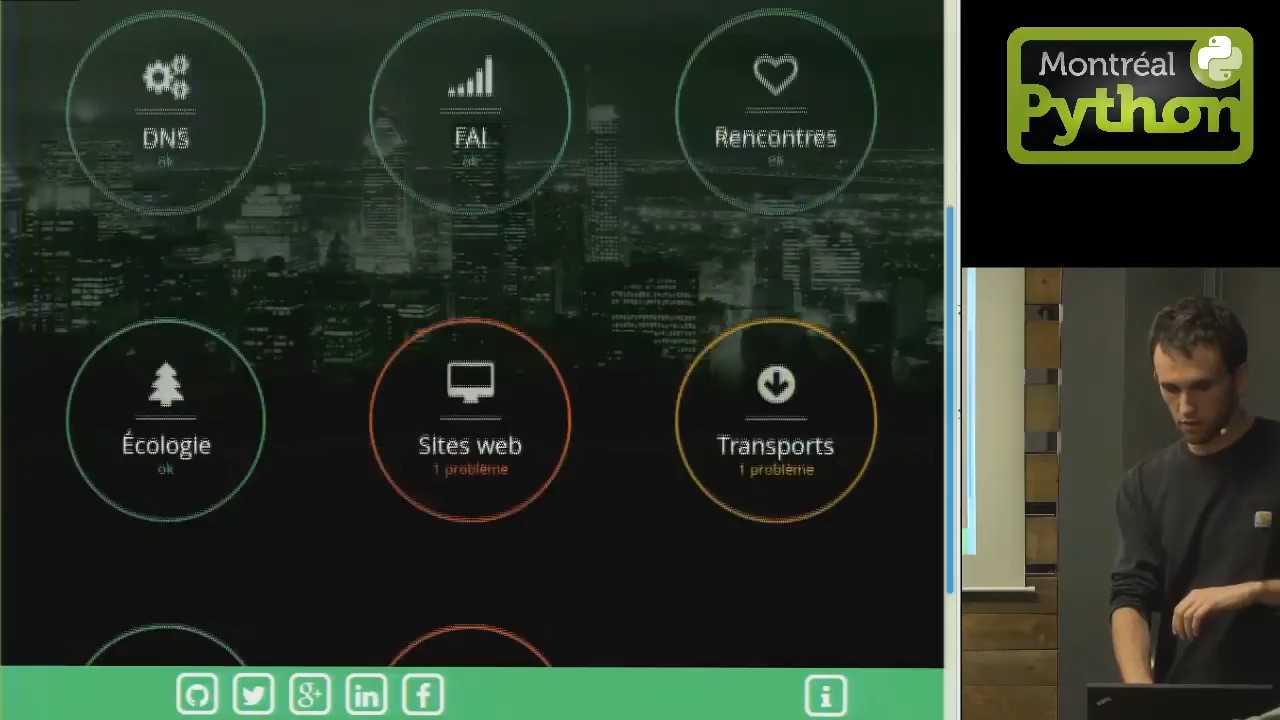 DNS
ok
FAI
ok
Rencontres
ok
Écologie
ok
Sites web
1 problème
Transports
1 problème
Montréal
Python